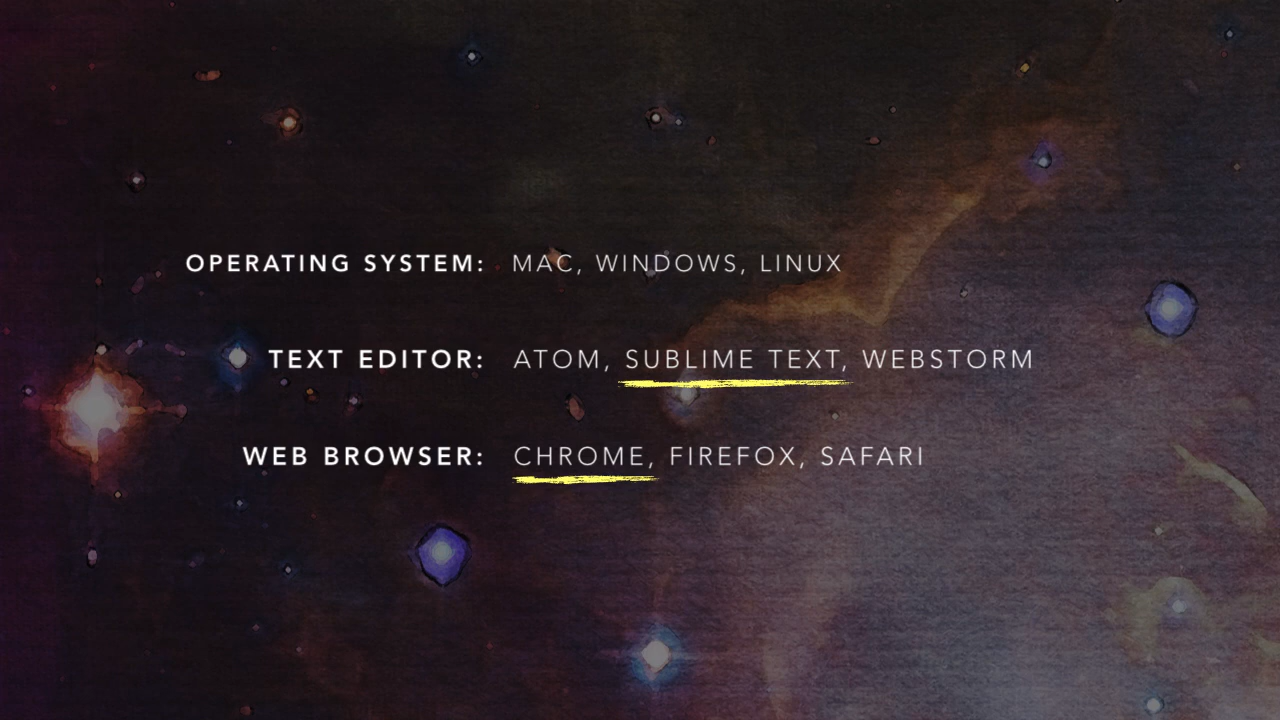 OPERATING SYSTEM: MAC, WINDOWS, LINUX
TEXT EDITOR: ATOM, SUBLIME TEXT, WEBSTORM
WEB BROWSER: CHROME, FIREFOX, SAFARI